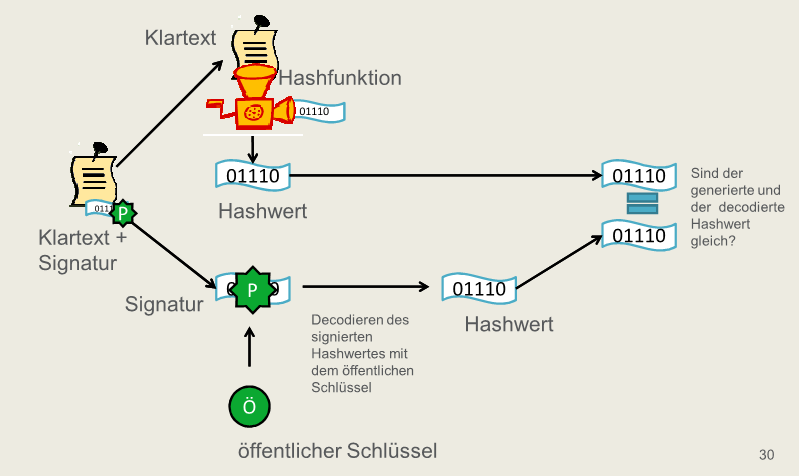 Klartext
Hashfunktion
01110
01110
Hashwert
01110
Sind der
generierte und
der decodierte
Hashwert
gleich?
01110
P
Klartext +
Signatur
P
Signatur
01110
Hashwert
Decodieren des
signierten
Hashwertes mit
dem öffentlichen
Schlüssel
Ö
öffentlicher Schlüssel
30